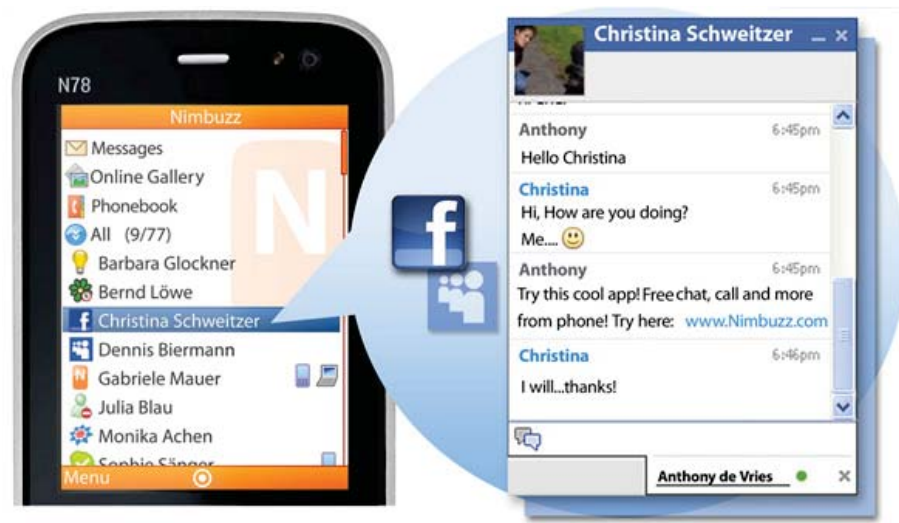 N78
Nimbuzz
Messages
Online Gallery
Phonebook
All (9/77)
Barbara Glockner
Bernd Löwe
Christina Schweitzer
Dennis Biermann
Gabriele Mauer
Julia Blau
Monika Achen
Sophie Sänger
Menu
N
f
Christina Schweitzer
Anthony 6:45pm
Hello Christina
Christina 6:45pm
Hi, How are you doing?
Me....
Anthony 6:45pm
Try this cool app! Free chat, call and more
from phone! Try here: www.Nimbuzz.com
Christina 6:46pm
I will...thanks!
Anthony de Vries